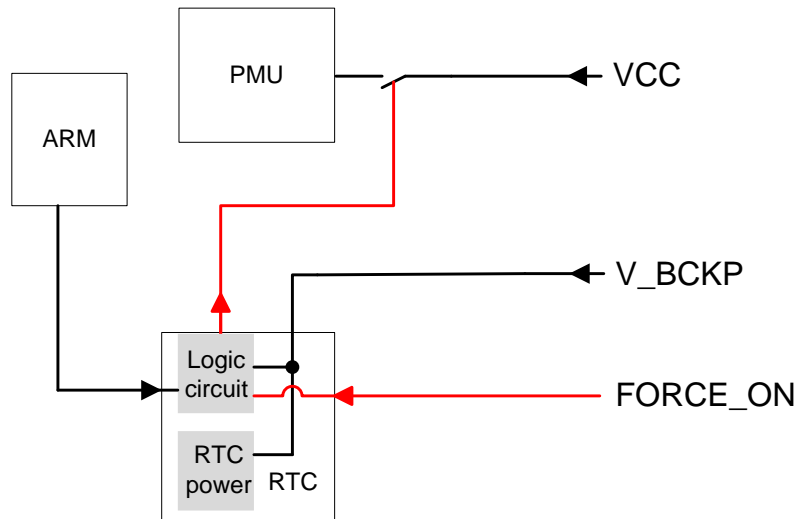 PMU
VCC
ARM
V_BCKP
Logic
circuit
FORCE_ON
RTC
power
RTC